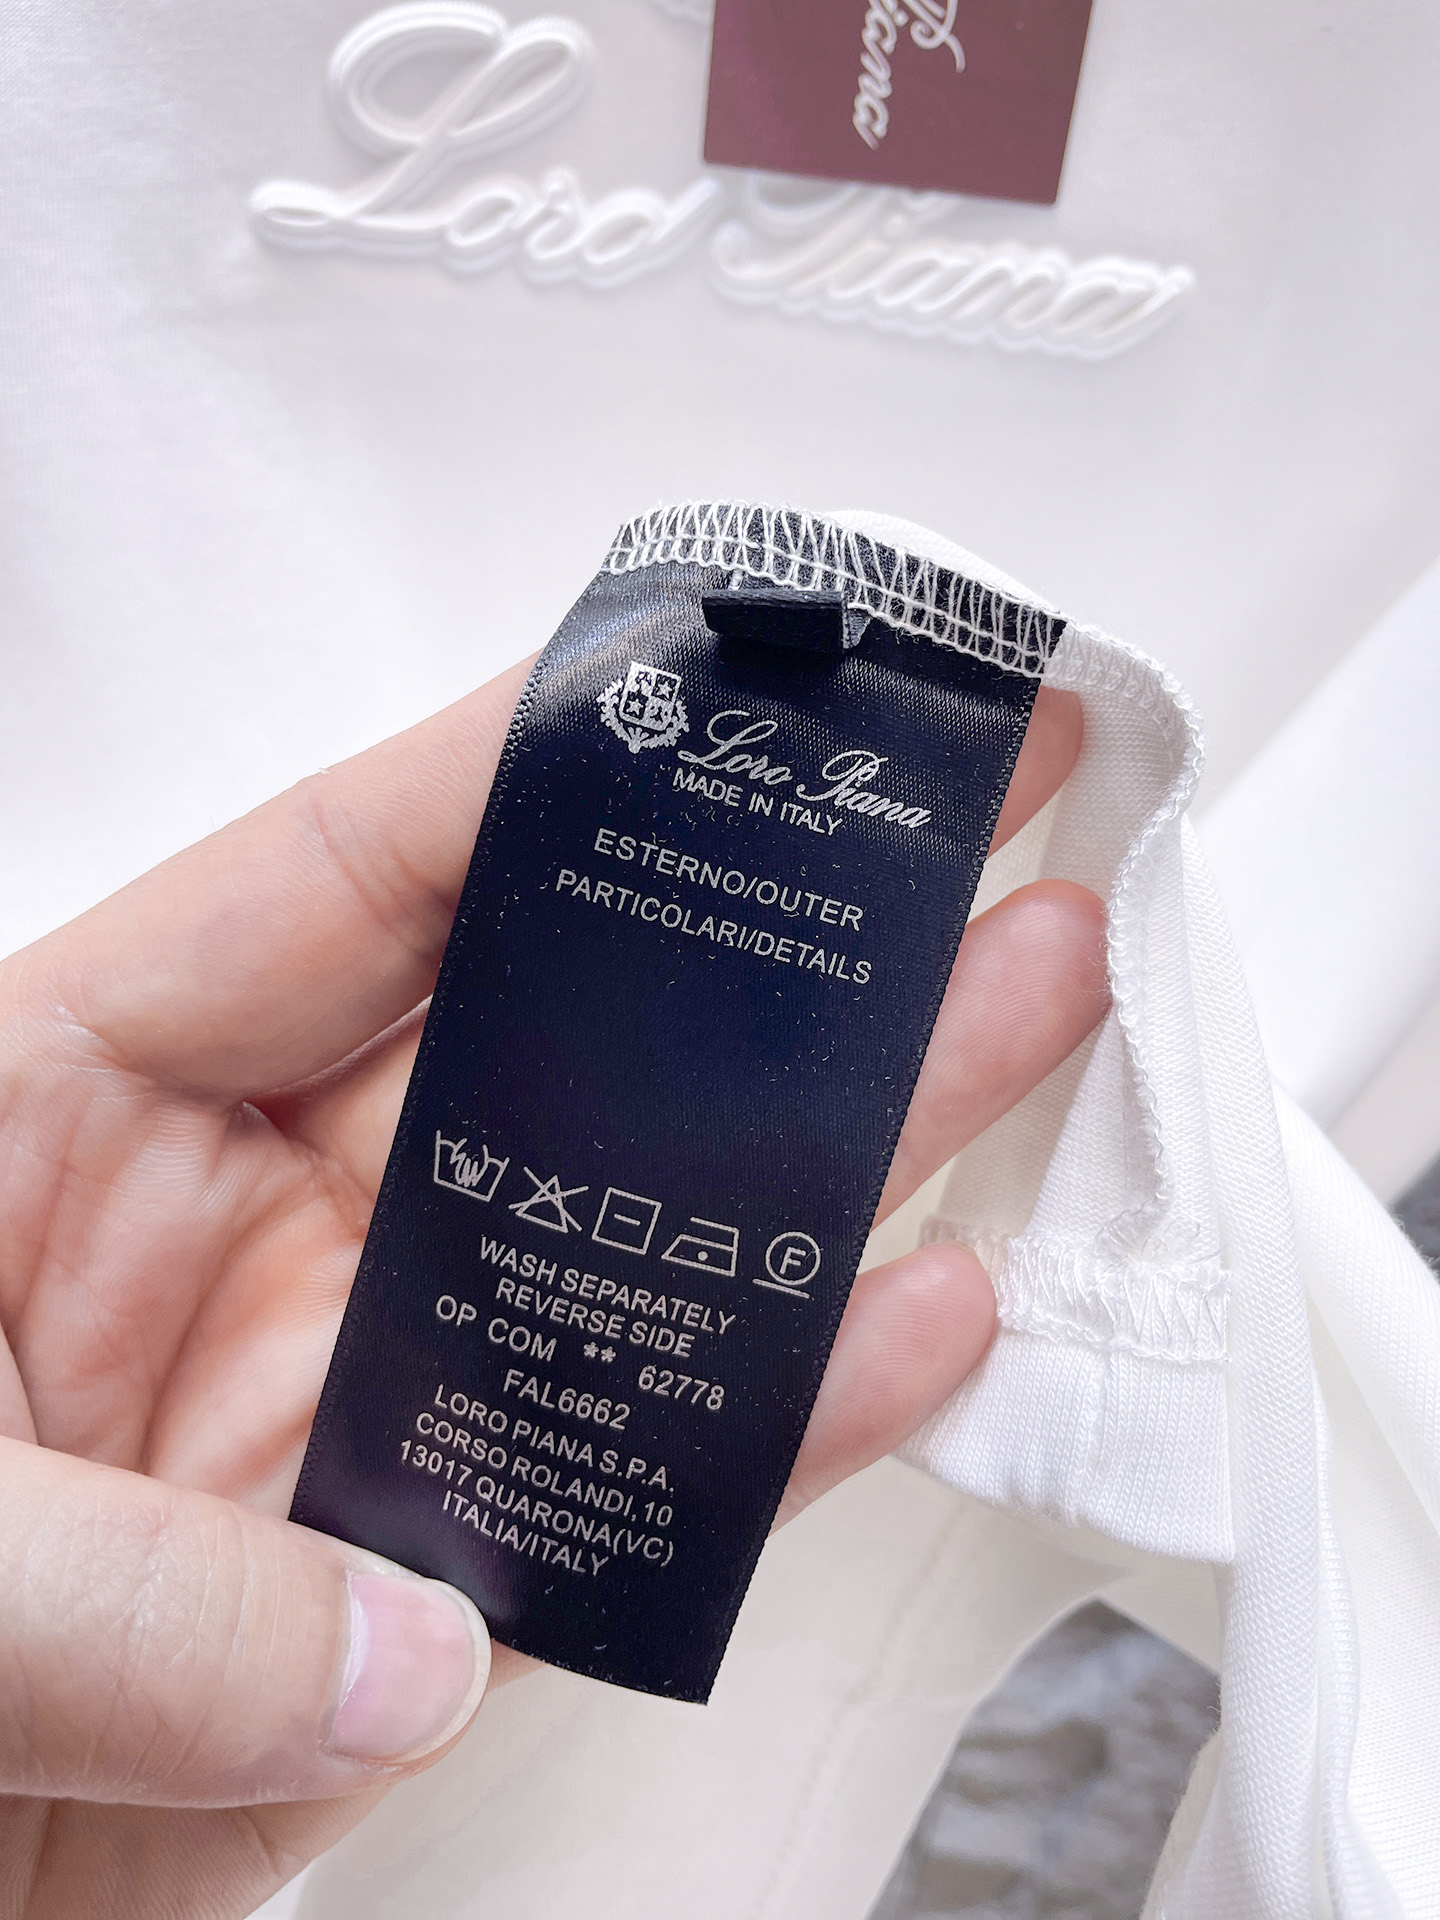 Piana
Loro Piana
Loro Piana
MADE IN ITALY
ESTERNO/OUTER
PARTICOLARI/DETAILS
F
WASH SEPARATELY
REVERSE SIDE
OP COM ** 62778
FAL6662
LORO PIANA S.P.A.
CORSO ROLANDI, 10
13017 QUARONA(VC)
ITALIA/ITALY